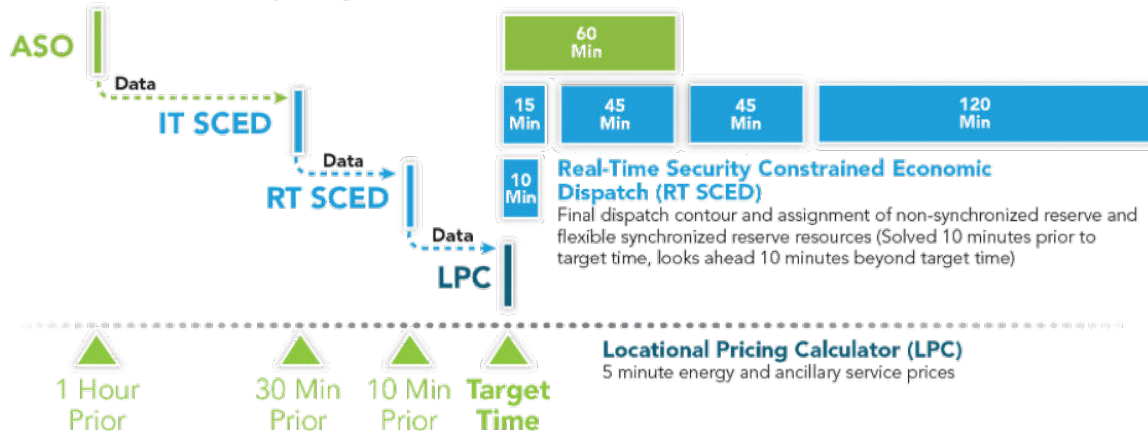 ASO
60
Min
Data
IT SCED
15
Min
45
Min
45
Min
120
Min
Data
RT SCED
10
Min
Real-Time Security Constrained Economic
Dispatch (RT SCED)
Final dispatch contour and assignment of non-synchronized reserve and
flexible synchronized reserve resources (Solved 10 minutes prior to
target time, looks ahead 10 minutes beyond target time)
Data
LPC
1 Hour
Prior
30 Min
Prior
10 Min
Prior
Target
Time
Locational Pricing Calculator (LPC)
5 minute energy and ancillary service prices